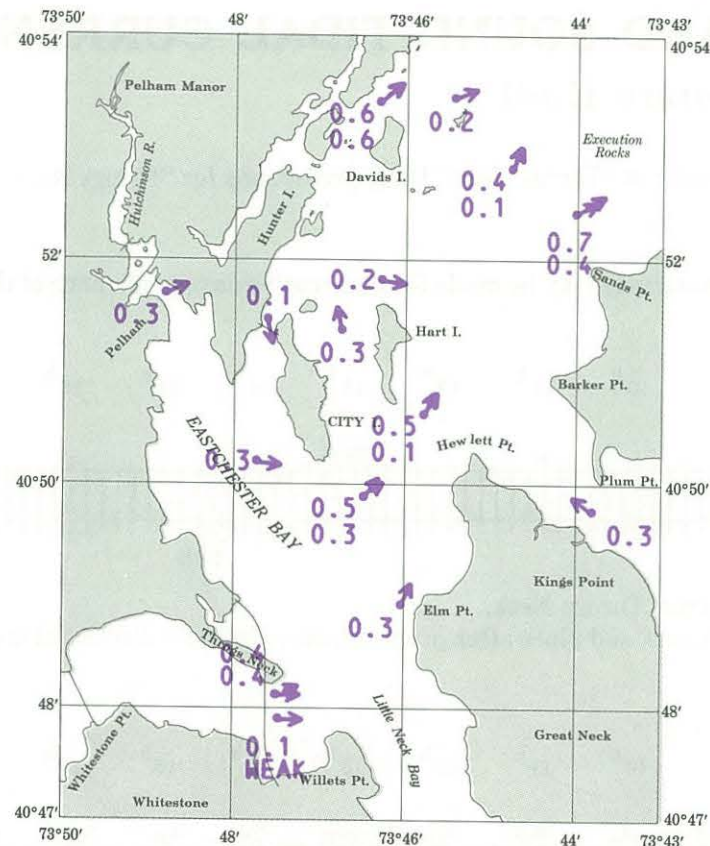 73°50' 48' 73°46' 44' 73°43'
40°54' 40°54'
Pelham Manor
0.6
0.6
0.2
Execution
Rocks
Hutchinson R.
Davids I.
0.4
0.1
Hunter I.
0.7
0.4
52' 52'
Sands Pt.
0.2
0.1
0.3
Pelham
0.3
Hart I.
Barker Pt.
CITY I.
0.5
0.1
Hewlett Pt.
EASTCHESTER BAY
0.3
Plum Pt.
40°50' 40°50'
0.5
0.3
0.3
Kings Point
Elm Pt.
0.3
Throgs Neck
0.4
0.4
48' 48'
Little Neck Bay
Great Neck
Whitestone Pt.
0.1
WEAK
Willets Pt.
Whitestone
40°47' 40°47'
73°50' 48' 73°46' 44' 73°43'